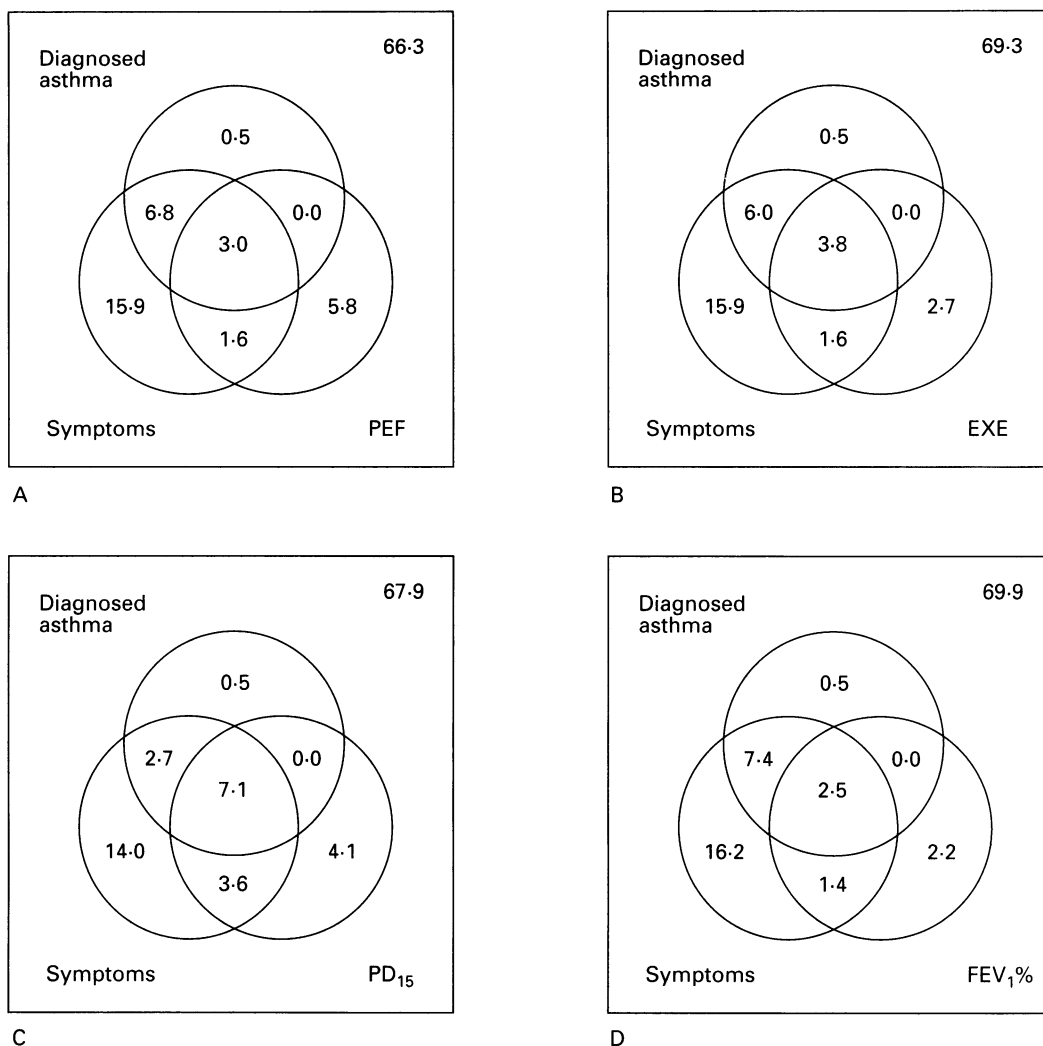 Diagnosed
asthma
66·3
0·5
6·8
0·0
3·0
15·9
5·8
1·6
Symptoms
PEF
A
Diagnosed
asthma
69·3
0·5
6·0
0·0
3·8
15·9
2·7
1·6
Symptoms
EXE
B
Diagnosed
asthma
67·9
0·5
2·7
0·0
7·1
14·0
4·1
3·6
Symptoms
PD₁₅
C
Diagnosed
asthma
69·9
0·5
7·4
0·0
2·5
16·2
2·2
1·4
Symptoms
FEV₁%
D